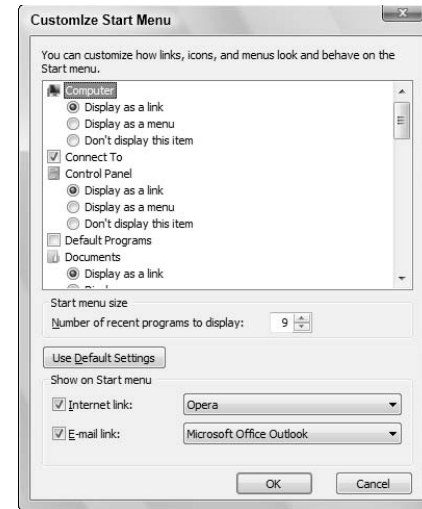 Customize Start Menu
You can customize how links, icons, and menus look and behave on the
Start menu.
Computer
Display as a link
Display as a menu
Don't display this item
Connect To
Control Panel
Display as a link
Display as a menu
Don't display this item
Default Programs
Documents
Display as a link
Start menu size
Number of recent programs to display: 9
Use Default Settings
Show on Start menu
Internet link: Opera
E-mail link: Microsoft Office Outlook
OK Cancel